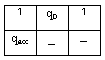 1 q₀ 1
qacc _ _